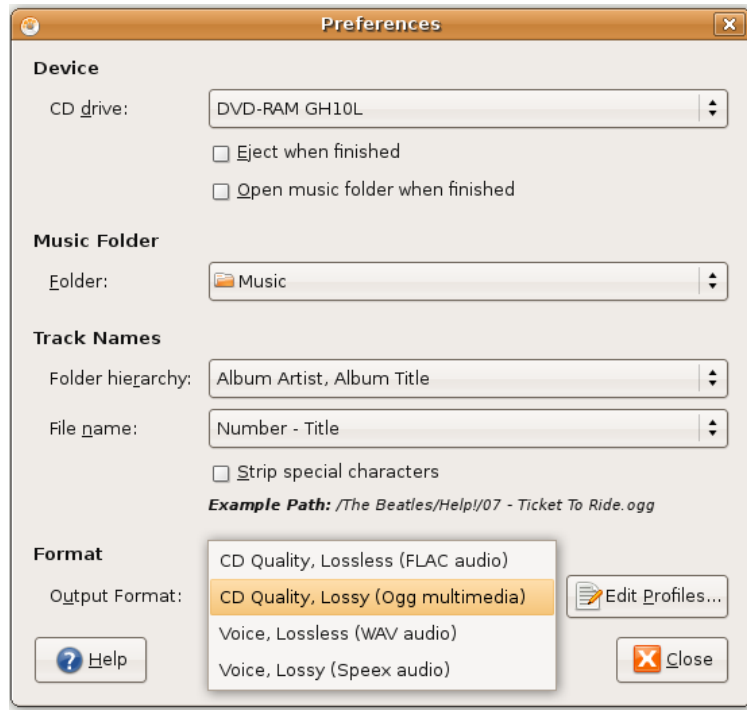 Preferences
Device
CD drive: DVD-RAM GH10L
Eject when finished
Open music folder when finished
Music Folder
Folder: Music
Track Names
Folder hierarchy: Album Artist, Album Title
File name: Number - Title
Strip special characters
Example Path: /The Beatles/Help!/07 - Ticket To Ride.ogg
Format
CD Quality, Lossless (FLAC audio)
Output Format: CD Quality, Lossy (Ogg multimedia) Edit Profiles...
Voice, Lossless (WAV audio)
Help Voice, Lossy (Speex audio) Close